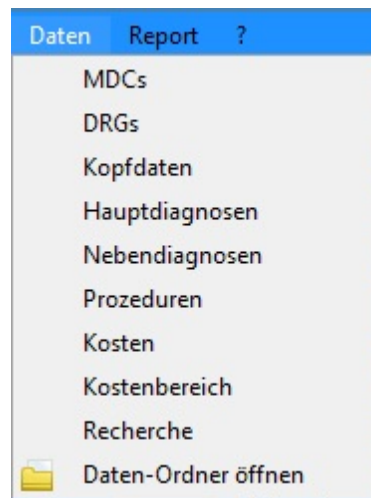 Daten Report ?
MDCs
DRGs
Kopfdaten
Hauptdiagnosen
Nebendiagnosen
Prozeduren
Kosten
Kostenbereich
Recherche
Daten-Ordner öffnen